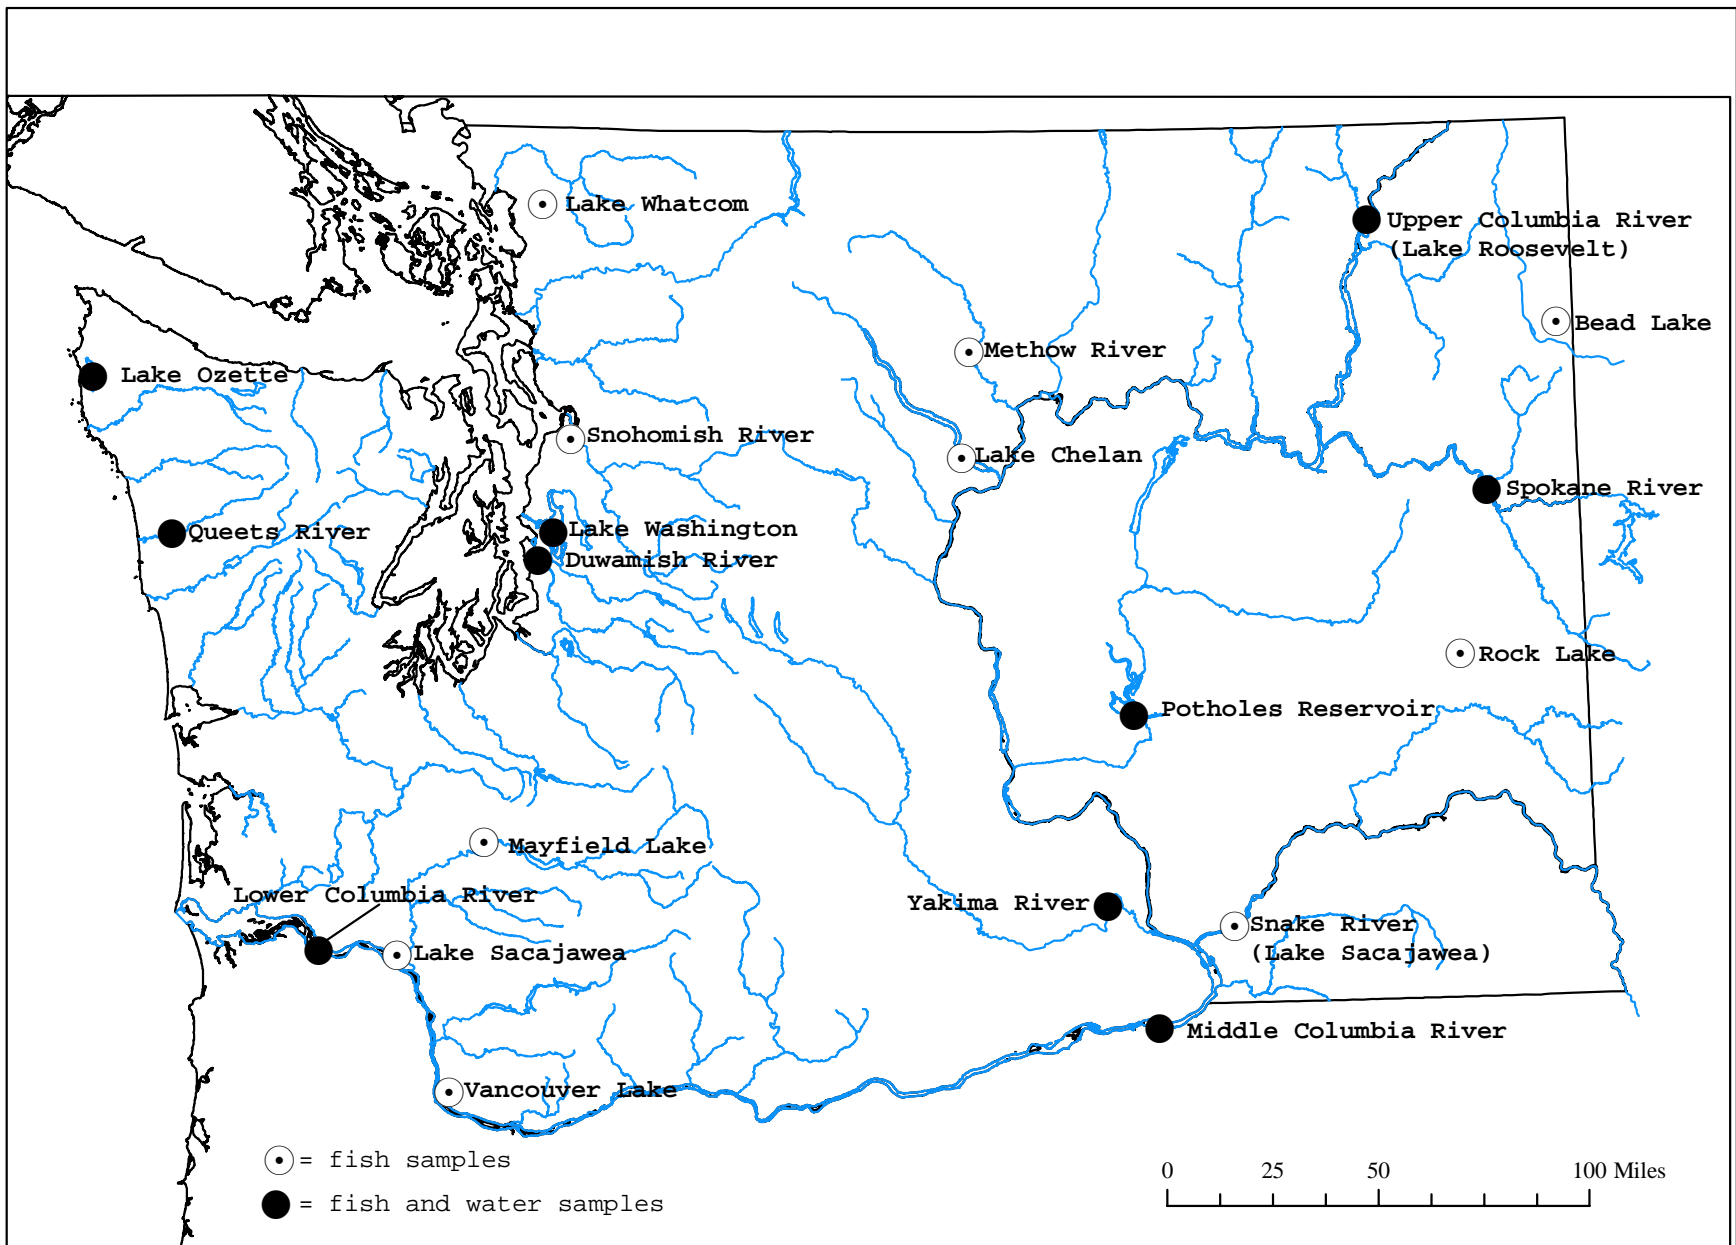 Lake Whatcom
Upper Columbia River
(Lake Roosevelt)
Bead Lake
Methow River
Lake Ozette
Snohomish River
Lake Chelan
Spokane River
Queets River
Lake Washington
Duwamish River
Rock Lake
Potholes Reservoir
Mayfield Lake
Lower Columbia River
Yakima River
Snake River
(Lake Sacajawea)
Lake Sacajawea
Middle Columbia River
Vancouver Lake
= fish samples
= fish and water samples
0 25 50 100 Miles